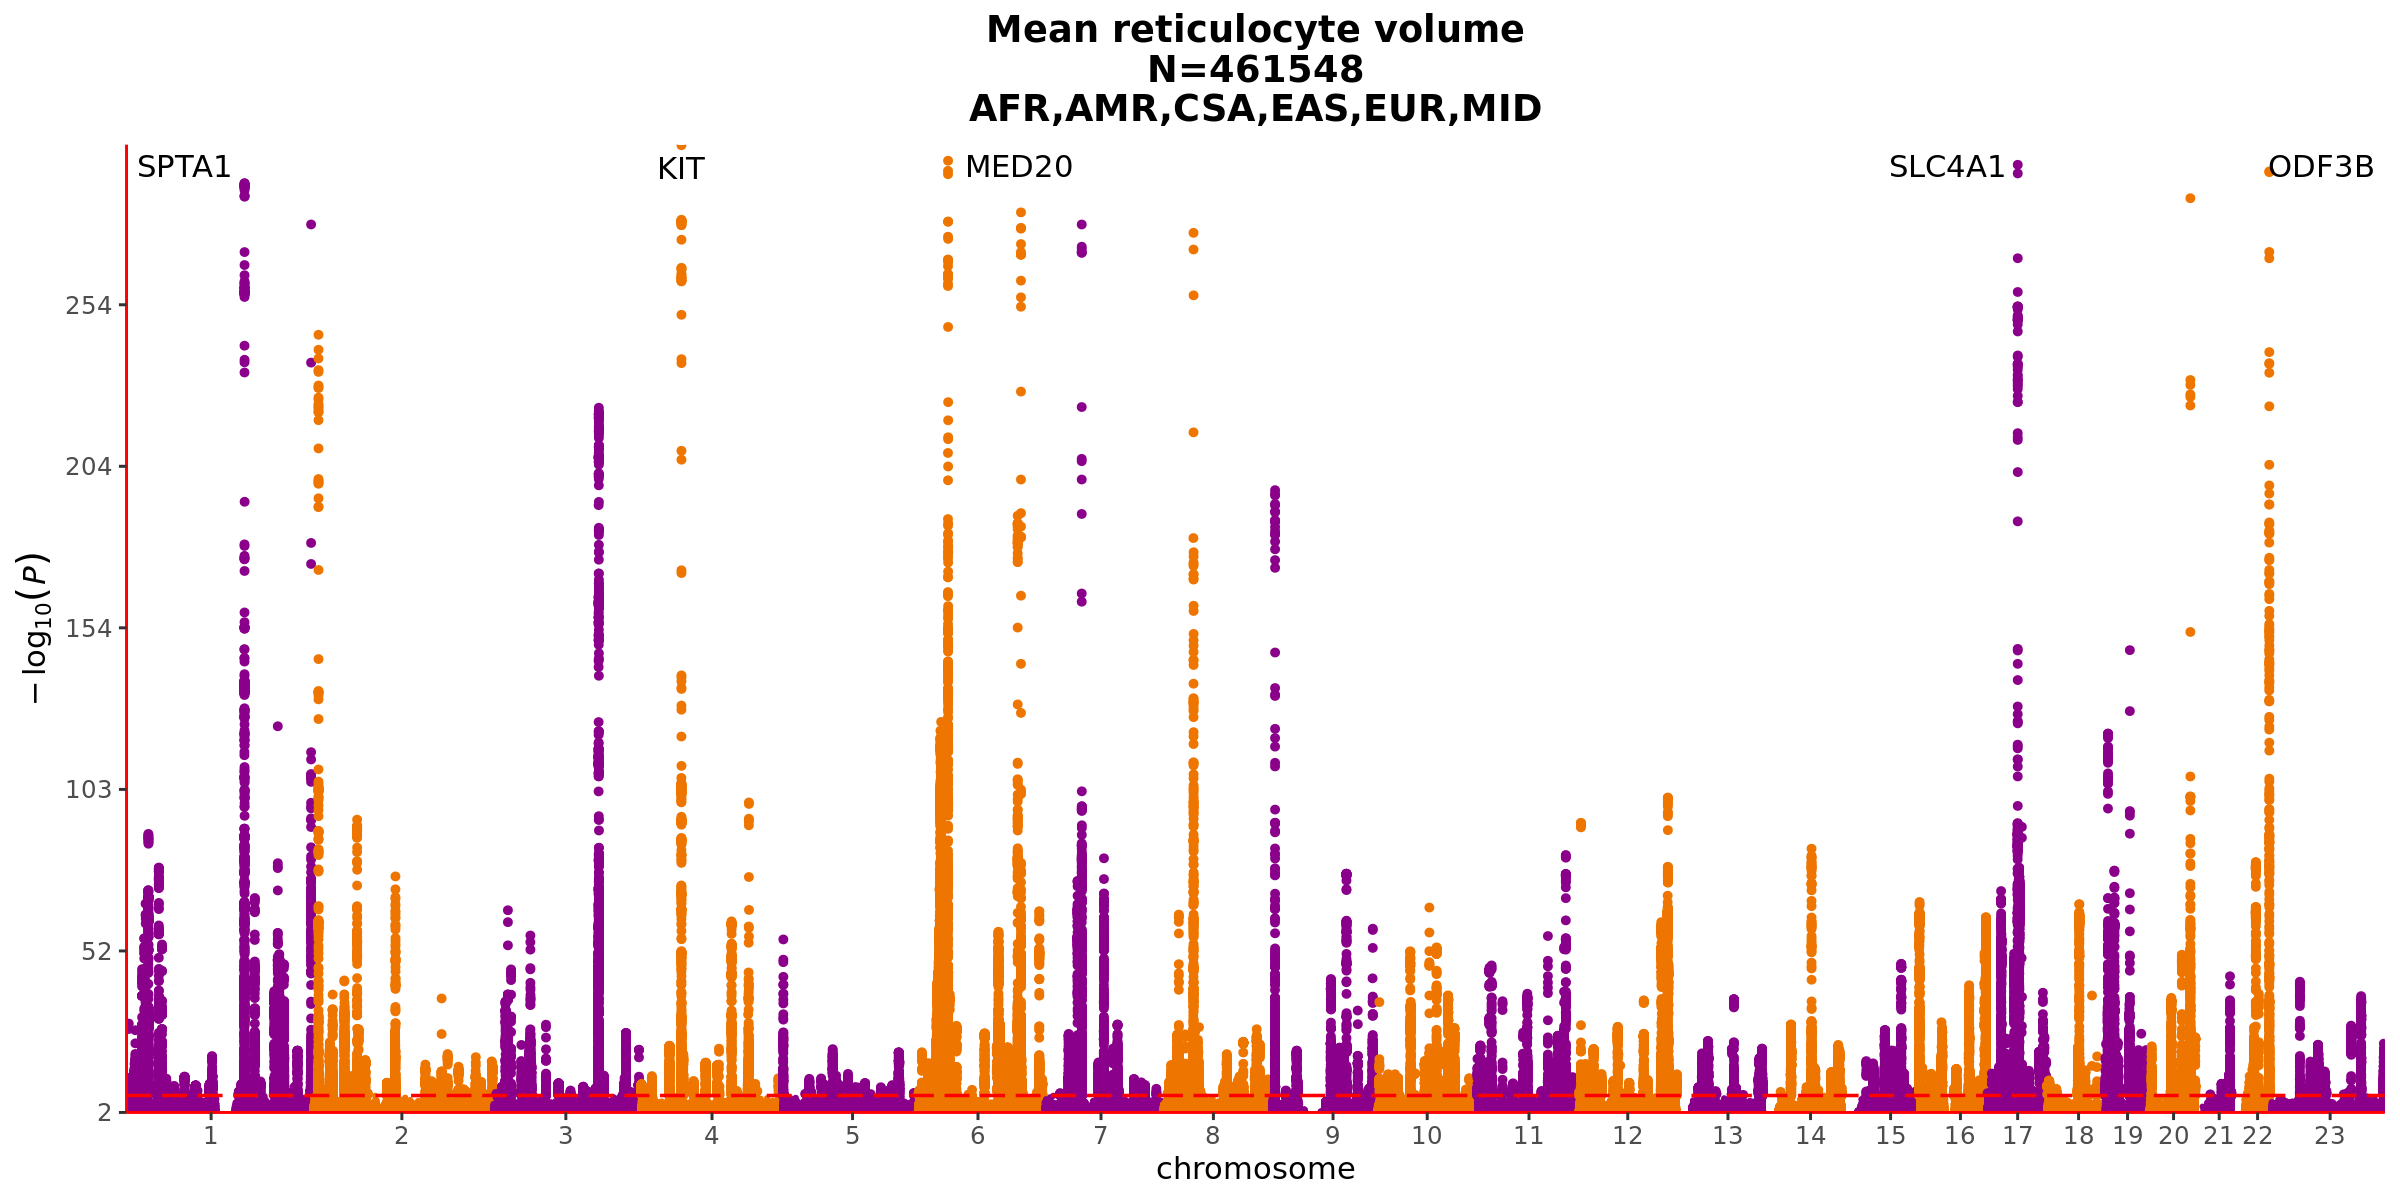 Mean reticulocyte volume
N=461548
AFR,AMR,CSA,EAS,EUR,MID
SPTA1 KIT MED20 SLC4A1 ODF3B
254
204
154
103
52
2
−log10(P)
1 2 3 4 5 6 7 8 9 10 11 12 13 14 15 16 17 18 19 20 21 22 23
chromosome